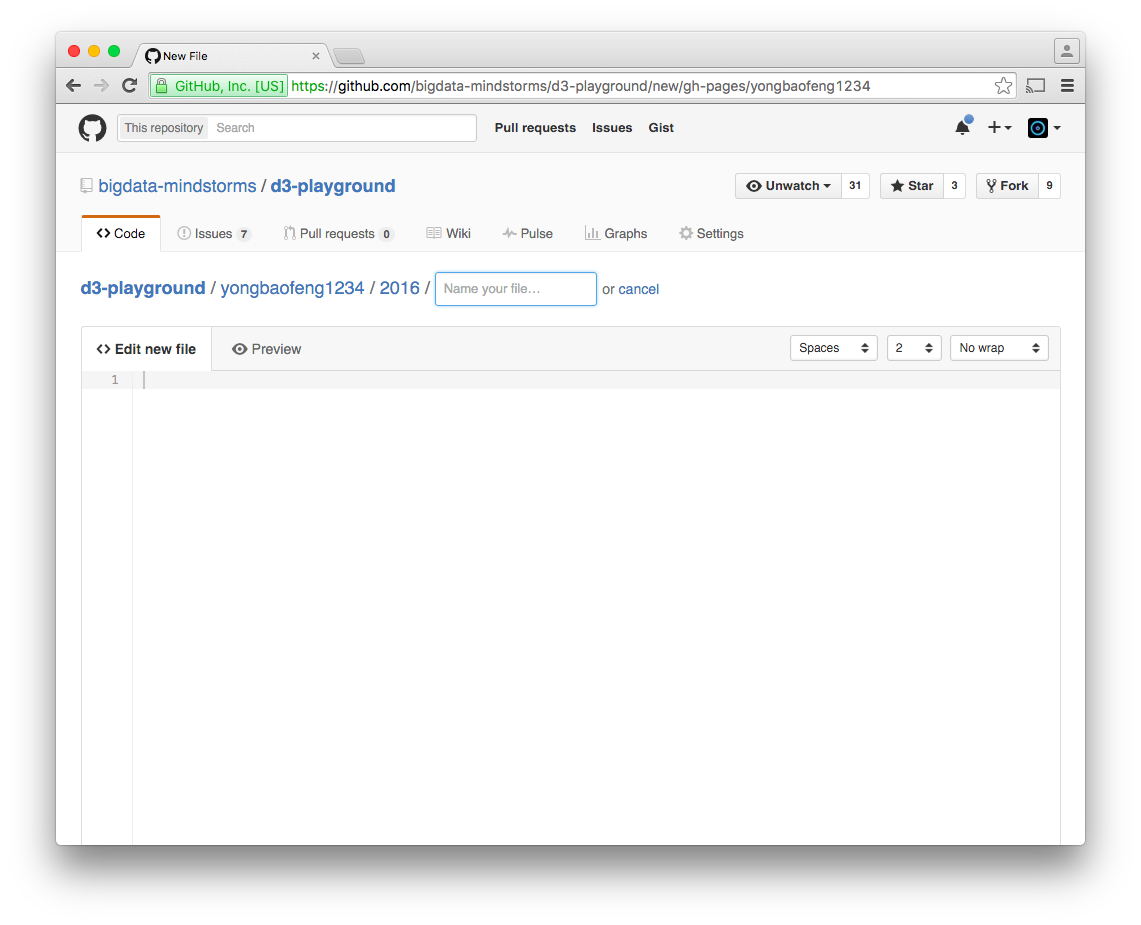 New File
GitHub, Inc. [US] https://github.com/bigdata-mindstorms/d3-playground/new/gh-pages/yongbaofeng1234
This repository Search Pull requests Issues Gist
bigdata-mindstorms / d3-playground Unwatch 31 Star 3 Fork 9
Code Issues 7 Pull requests 0 Wiki Pulse Graphs Settings
d3-playground / yongbaofeng1234 / 2016 / Name your file... or cancel
Edit new file Preview Spaces 2 No wrap
1